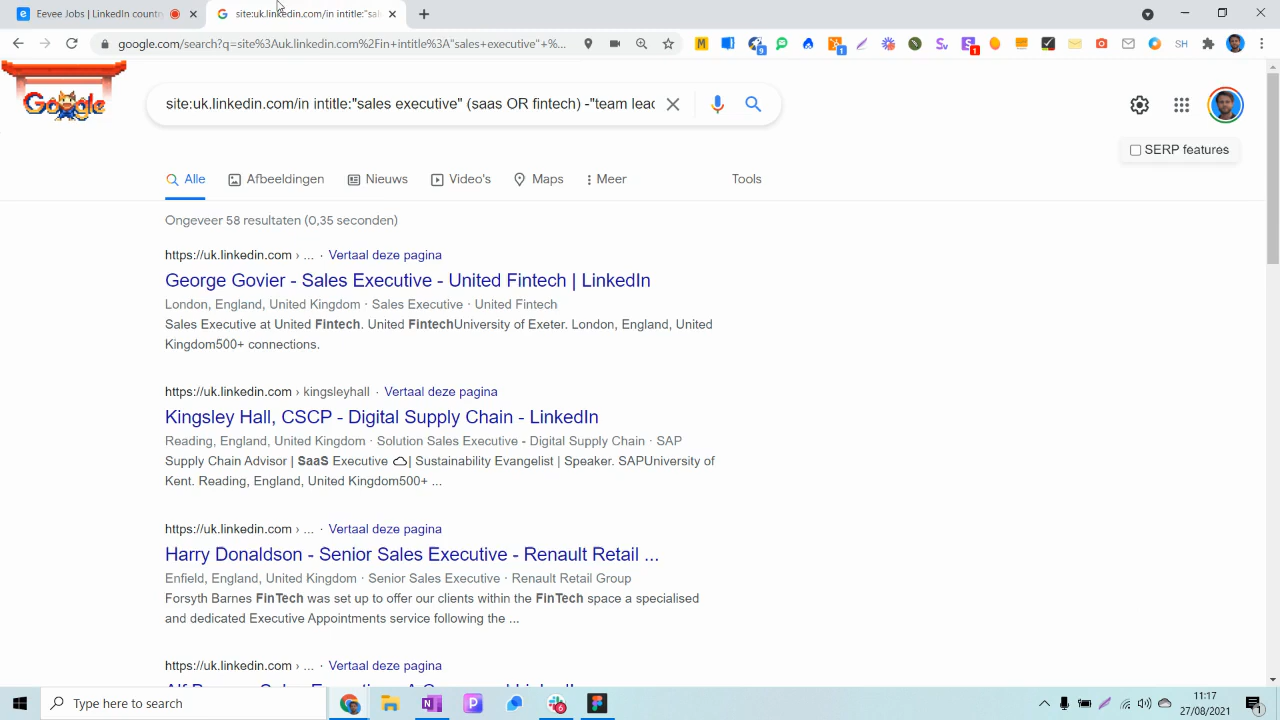 Eevee Jobs | LinkedIn countr
site:uk.linkedin.com/in intitle:"sal
google.com/search?q=site%3Auk.linkedin.com%2Fin+intitle%3A"sales+executive"+%...
M
9
1
Sv
1
SH
Google
site:uk.linkedin.com/in intitle:"sales executive" (saas OR fintech) -"team leac
SERP features
Alle
Afbeeldingen
Nieuws
Video's
Maps
Meer
Tools
Ongeveer 58 resultaten (0,35 seconden)
https://uk.linkedin.com › ... · Vertaal deze pagina
George Govier - Sales Executive - United Fintech | LinkedIn
London, England, United Kingdom · Sales Executive · United Fintech
Sales Executive at United Fintech. United FintechUniversity of Exeter. London, England, United
Kingdom500+ connections.
https://uk.linkedin.com › kingsleyhall · Vertaal deze pagina
Kingsley Hall, CSCP - Digital Supply Chain - LinkedIn
Reading, England, United Kingdom · Solution Sales Executive - Digital Supply Chain · SAP
Supply Chain Advisor | SaaS Executive | Sustainability Evangelist | Speaker. SAPUniversity of
Kent. Reading, England, United Kingdom500+ ...
https://uk.linkedin.com › ... · Vertaal deze pagina
Harry Donaldson - Senior Sales Executive - Renault Retail ...
Enfield, England, United Kingdom · Senior Sales Executive · Renault Retail Group
Forsyth Barnes FinTech was set up to offer our clients within the FinTech space a specialised
and dedicated Executive Appointments service following the ...
https://uk.linkedin.com › ... · Vertaal deze pagina
Type here to search
6
11:17
27/08/2021
1